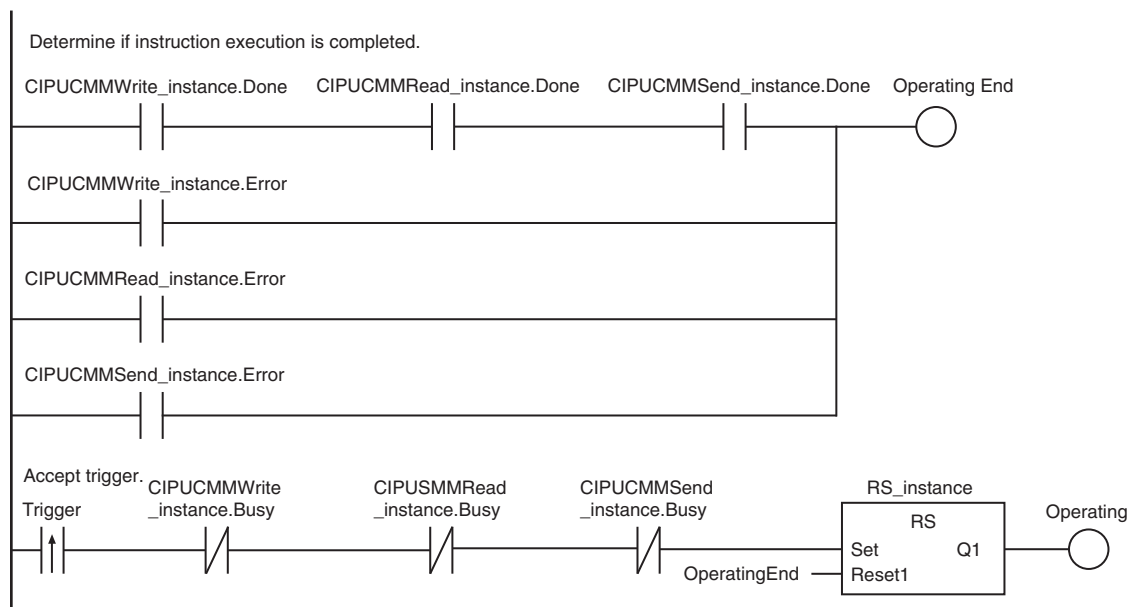 Determine if instruction execution is completed.
CIPUCMMWrite_instance.Done CIPUCMMRead_instance.Done CIPUCMMSend_instance.Done Operating End
CIPUCMMWrite_instance.Error
CIPUCMMRead_instance.Error
CIPUCMMSend_instance.Error
Accept trigger.
Trigger
CIPUCMMWrite
_instance.Busy
CIPUSMMRead
_instance.Busy
CIPUCMMSend
_instance.Busy
RS_instance
RS
Set Q1
OperatingEnd Reset1
Operating